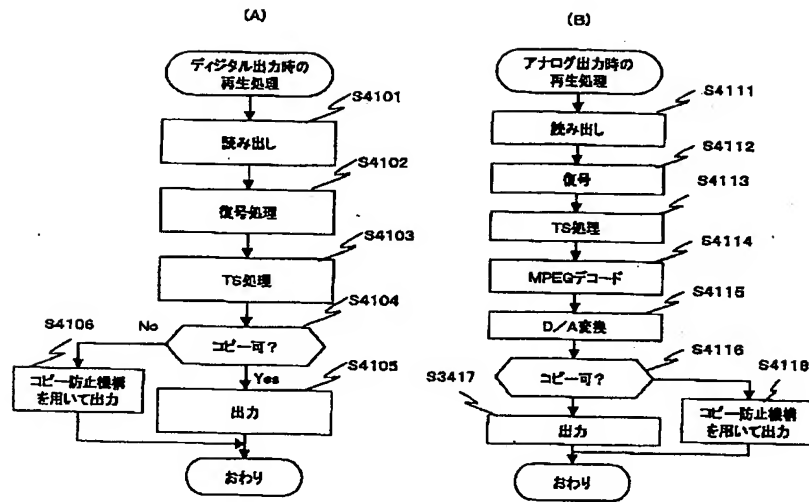 (A)
ディジタル出力時の
再生処理
S4101
読み出し
S4102
復号処理
S4103
TS処理
S4104
コピー可?
No
S4106
コピー防止機構
を用いて出力
Yes
S4105
出力
おわり
(B)
アナログ出力時の
再生処理
S4111
読み出し
S4112
復号
S4113
TS処理
S4114
MPEGデコード
S4115
D/A変換
S4116
コピー可?
S3417
出力
S4118
コピー防止機構
を用いて出力
おわり